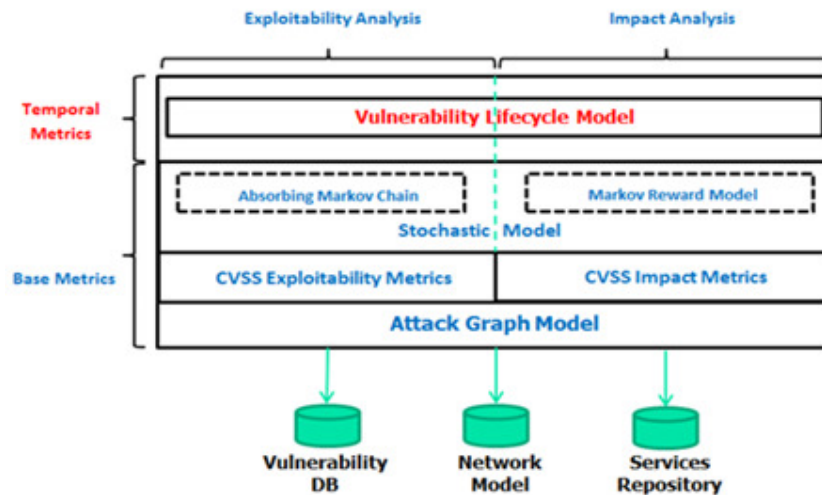 Exploitability Analysis
Impact Analysis
Temporal
Metrics
Vulnerability Lifecycle Model
Absorbing Markov Chain
Markov Reward Model
Stochastic Model
Base Metrics
CVSS Exploitability Metrics
CVSS Impact Metrics
Attack Graph Model
Vulnerability
DB
Network
Model
Services
Repository